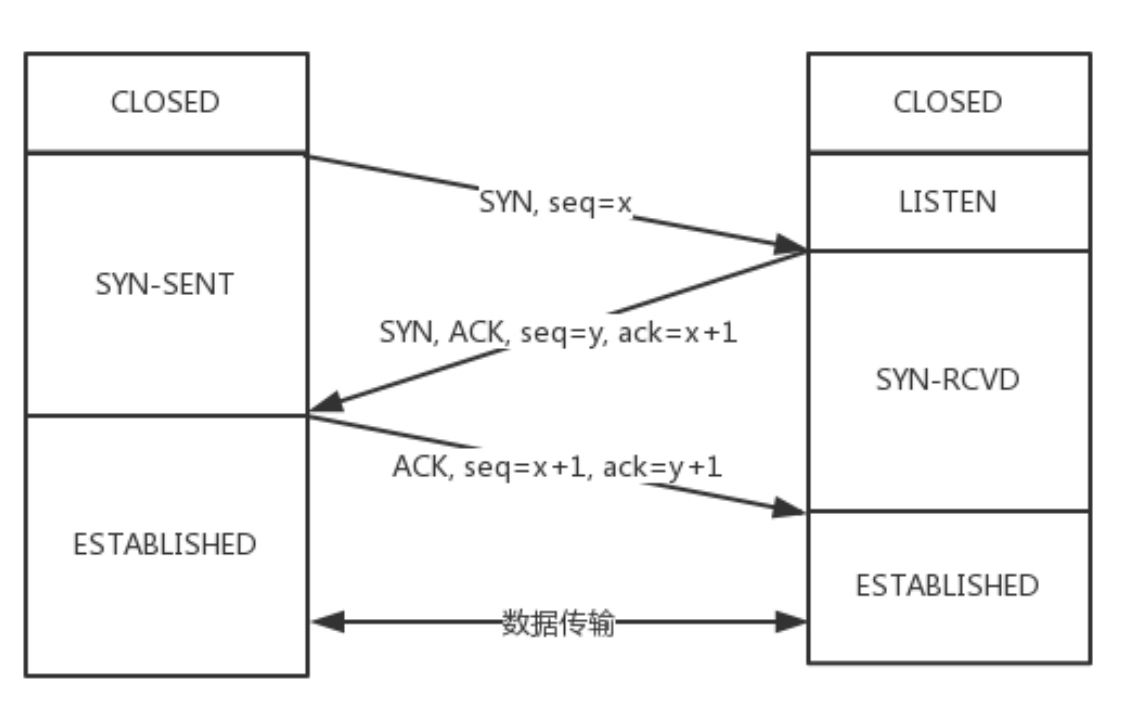 CLOSED
CLOSED
SYN, seq=x
LISTEN
SYN-SENT
SYN, ACK, seq=y, ack=x+1
SYN-RCVD
ACK, seq=x+1, ack=y+1
ESTABLISHED
ESTABLISHED
数据传输